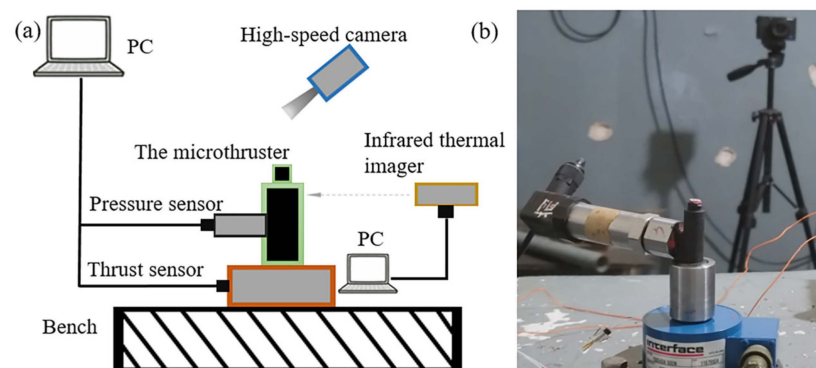 (a)
PC
High-speed camera
(b)
Infrared thermal
imager
The microthruster
Pressure sensor
PC
Thrust sensor
Bench
interface